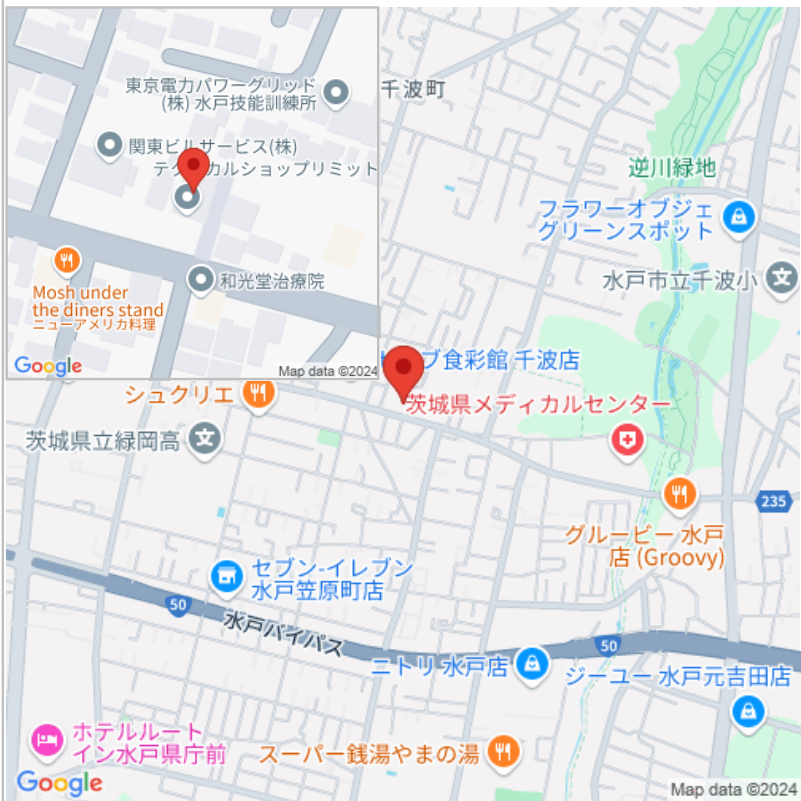 東京電力パワーグリッド
(株) 水戸技能訓練所
関東ビルサービス(株)
カルショップリミット
和光堂治療院
Mosh under
the diners stand
ニューアメリカ料理
Google
Map data ©2024
千波町
逆川緑地
フラワーオブジェ
グリーンスポット
水戸市立千波小
ブ食彩館 千波店
シュクリエ
茨城県メディカルセンター
茨城県立緑岡高
235
グルービー 水戸
店 (Groovy)
セブン-イレブン
水戸笠原町店
50
水戸バイパス
50
ニトリ 水戸店
ジーユー 水戸元吉田店
ホテルルート
イン水戸県庁前
スーパー銭湯やまの湯
Google
Map data ©2024